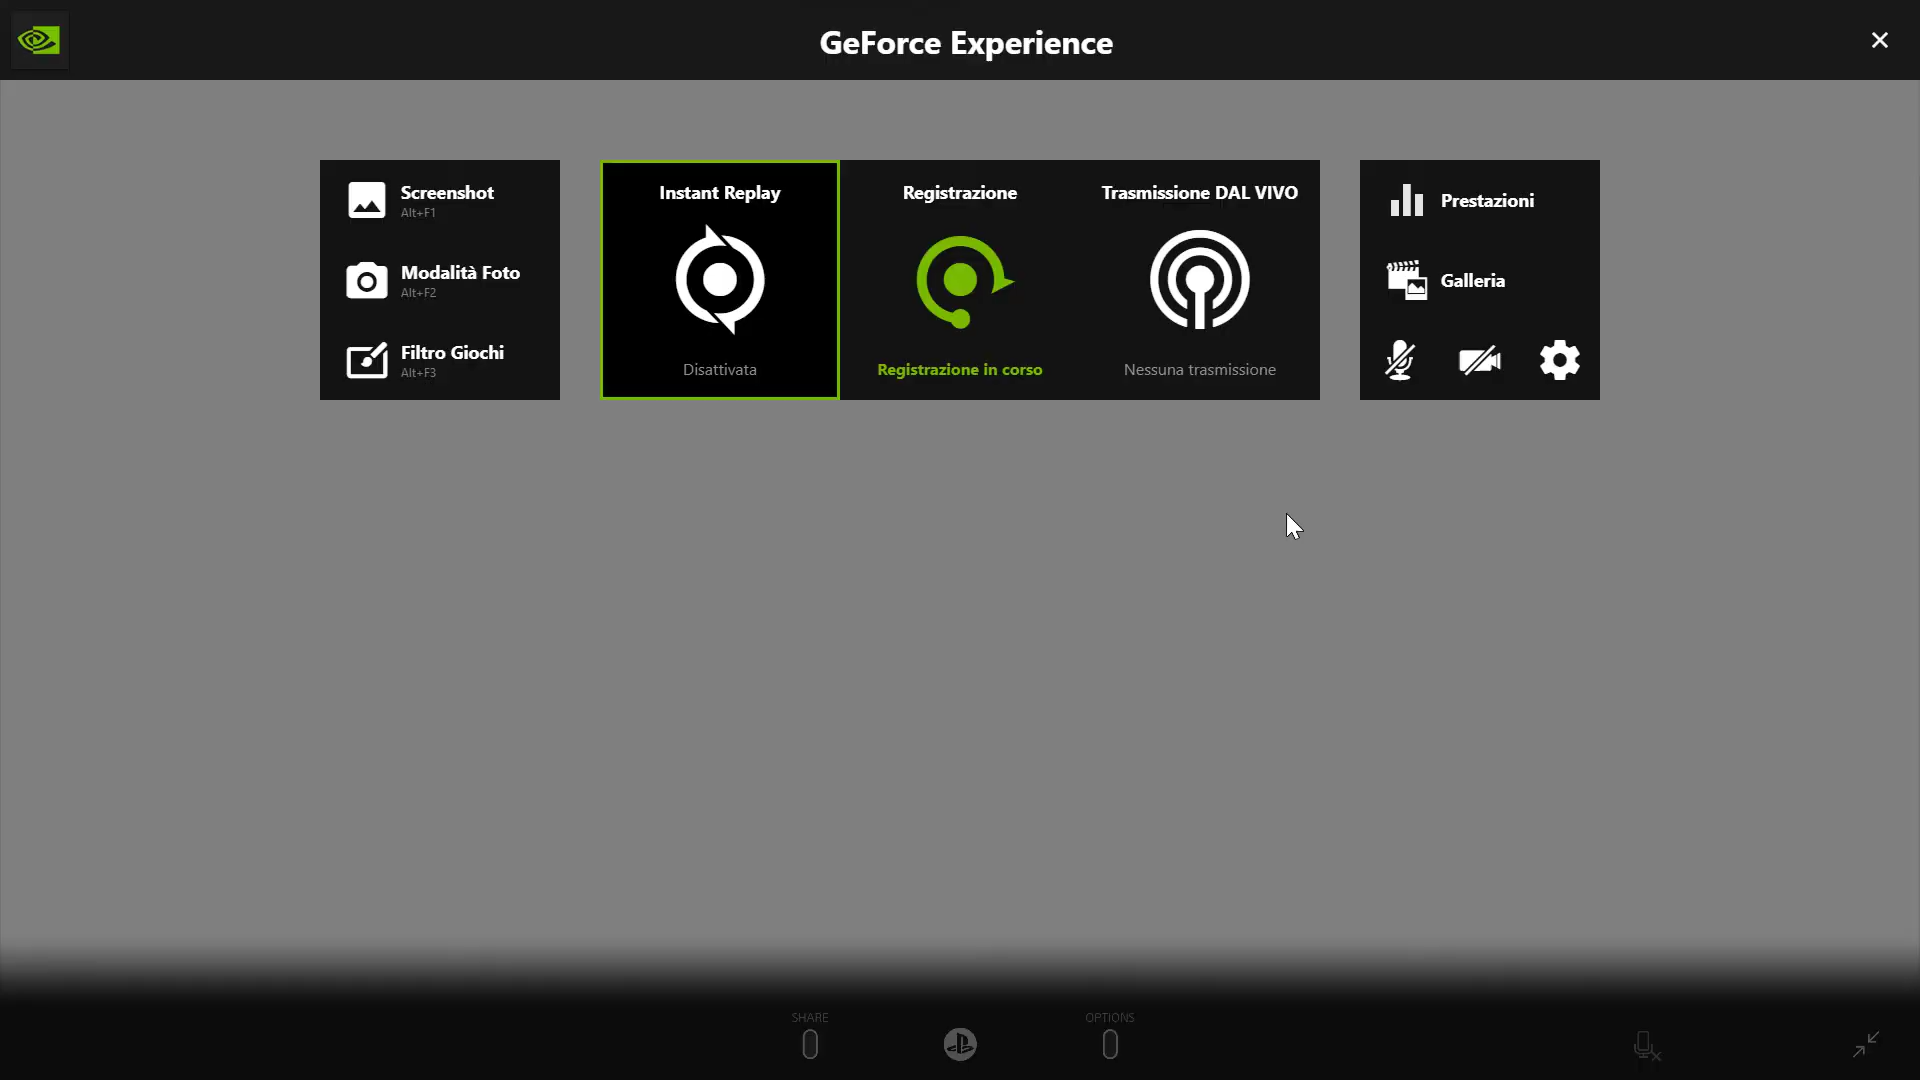 GeForce Experience
Screenshot
Alt+F1
Modalità Foto
Alt+F2
Filtro Giochi
Alt+F3
Instant Replay
Disattivata
Registrazione
Registrazione in corso
Trasmissione DAL VIVO
Nessuna trasmissione
Prestazioni
Galleria
SHARE
OPTIONS